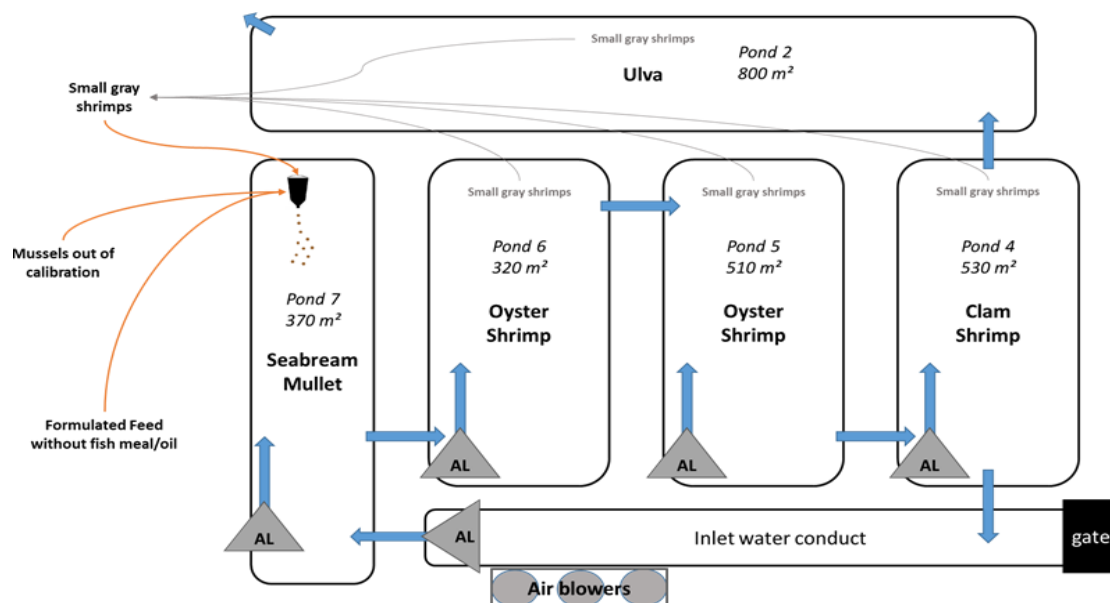 Small gray shrimps
Pond 2
800 m²
Ulva
Small gray
shrimps
Small gray shrimps
Small gray shrimps
Small gray shrimps
Mussels out of
calibration
Pond 7
370 m²
Seabream
Mullet
Pond 6
320 m²
Oyster
Shrimp
Pond 5
510 m²
Oyster
Shrimp
Pond 4
530 m²
Clam
Shrimp
Formulated Feed
without fish meal/oil
AL
AL
AL
AL
AL
Inlet water conduct
gate
Air blowers